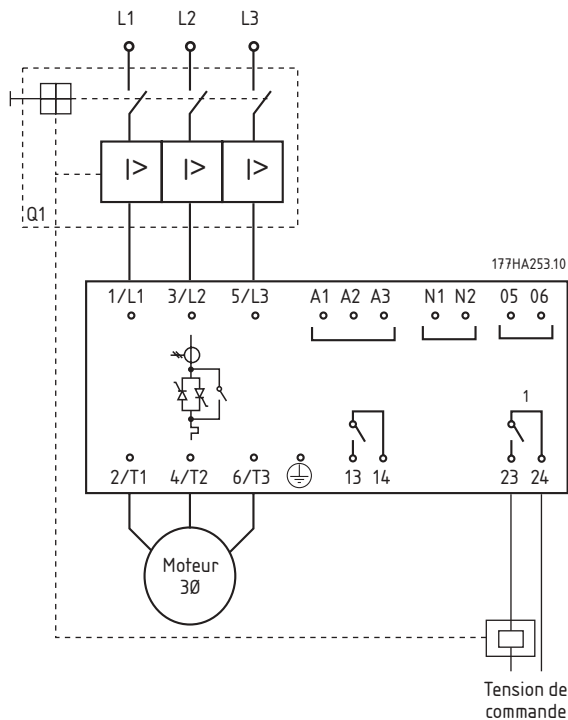 L1 L2 L3
I> I> I>
Q1
177HA253.10
1/L1 3/L2 5/L3 A1 A2 A3 N1 N2 05 06
1
2/T1 4/T2 6/T3 13 14 23 24
Moteur
3Ø
Tension de
commande